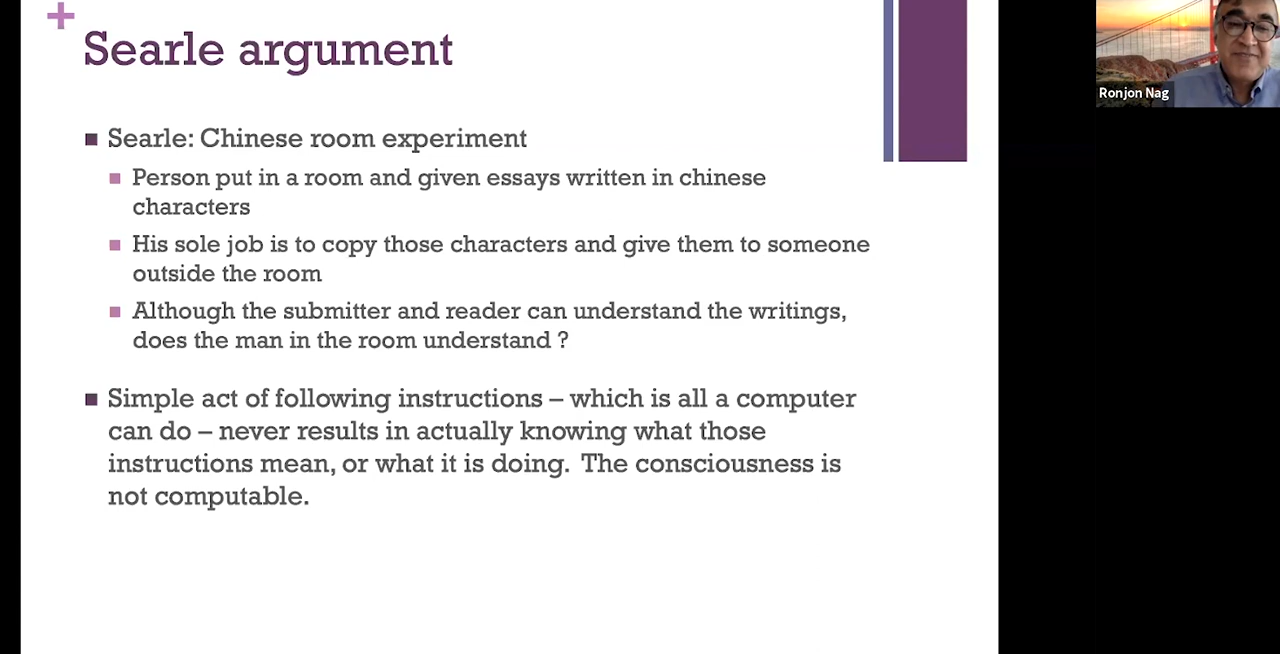 Searle argument
Searle: Chinese room experiment
Person put in a room and given essays written in chinese
characters
His sole job is to copy those characters and give them to someone
outside the room
Although the submitter and reader can understand the writings,
does the man in the room understand ?
Simple act of following instructions – which is all a computer
can do – never results in actually knowing what those
instructions mean, or what it is doing.  The consciousness is
not computable.
Ronjon Nag